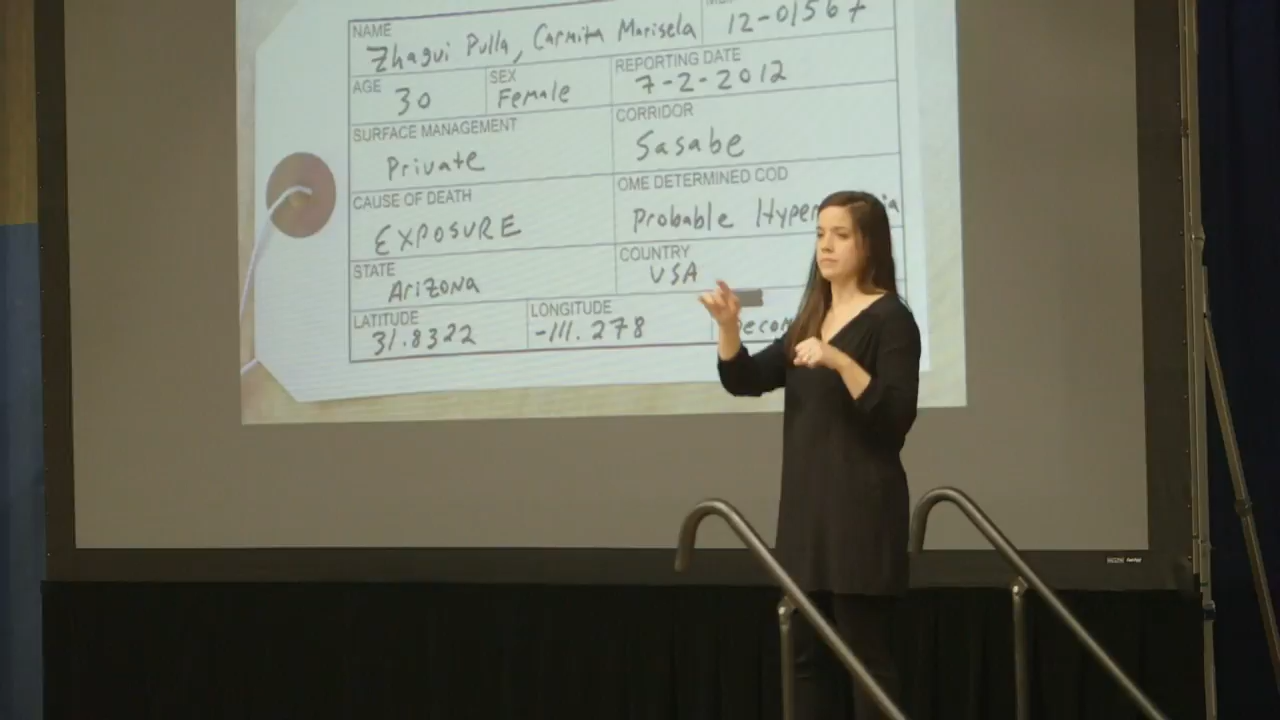 NAME
Zhagui Pulla, Carmita Marisela
12-01567
AGE
30
SEX
Female
REPORTING DATE
7-2-2012
SURFACE MANAGEMENT
Private
CORRIDOR
Sasabe
CAUSE OF DEATH
EXPOSURE
OME DETERMINED COD
Probable
STATE
Arizona
COUNTRY
USA
LATITUDE
31.8322
LONGITUDE
-111.278